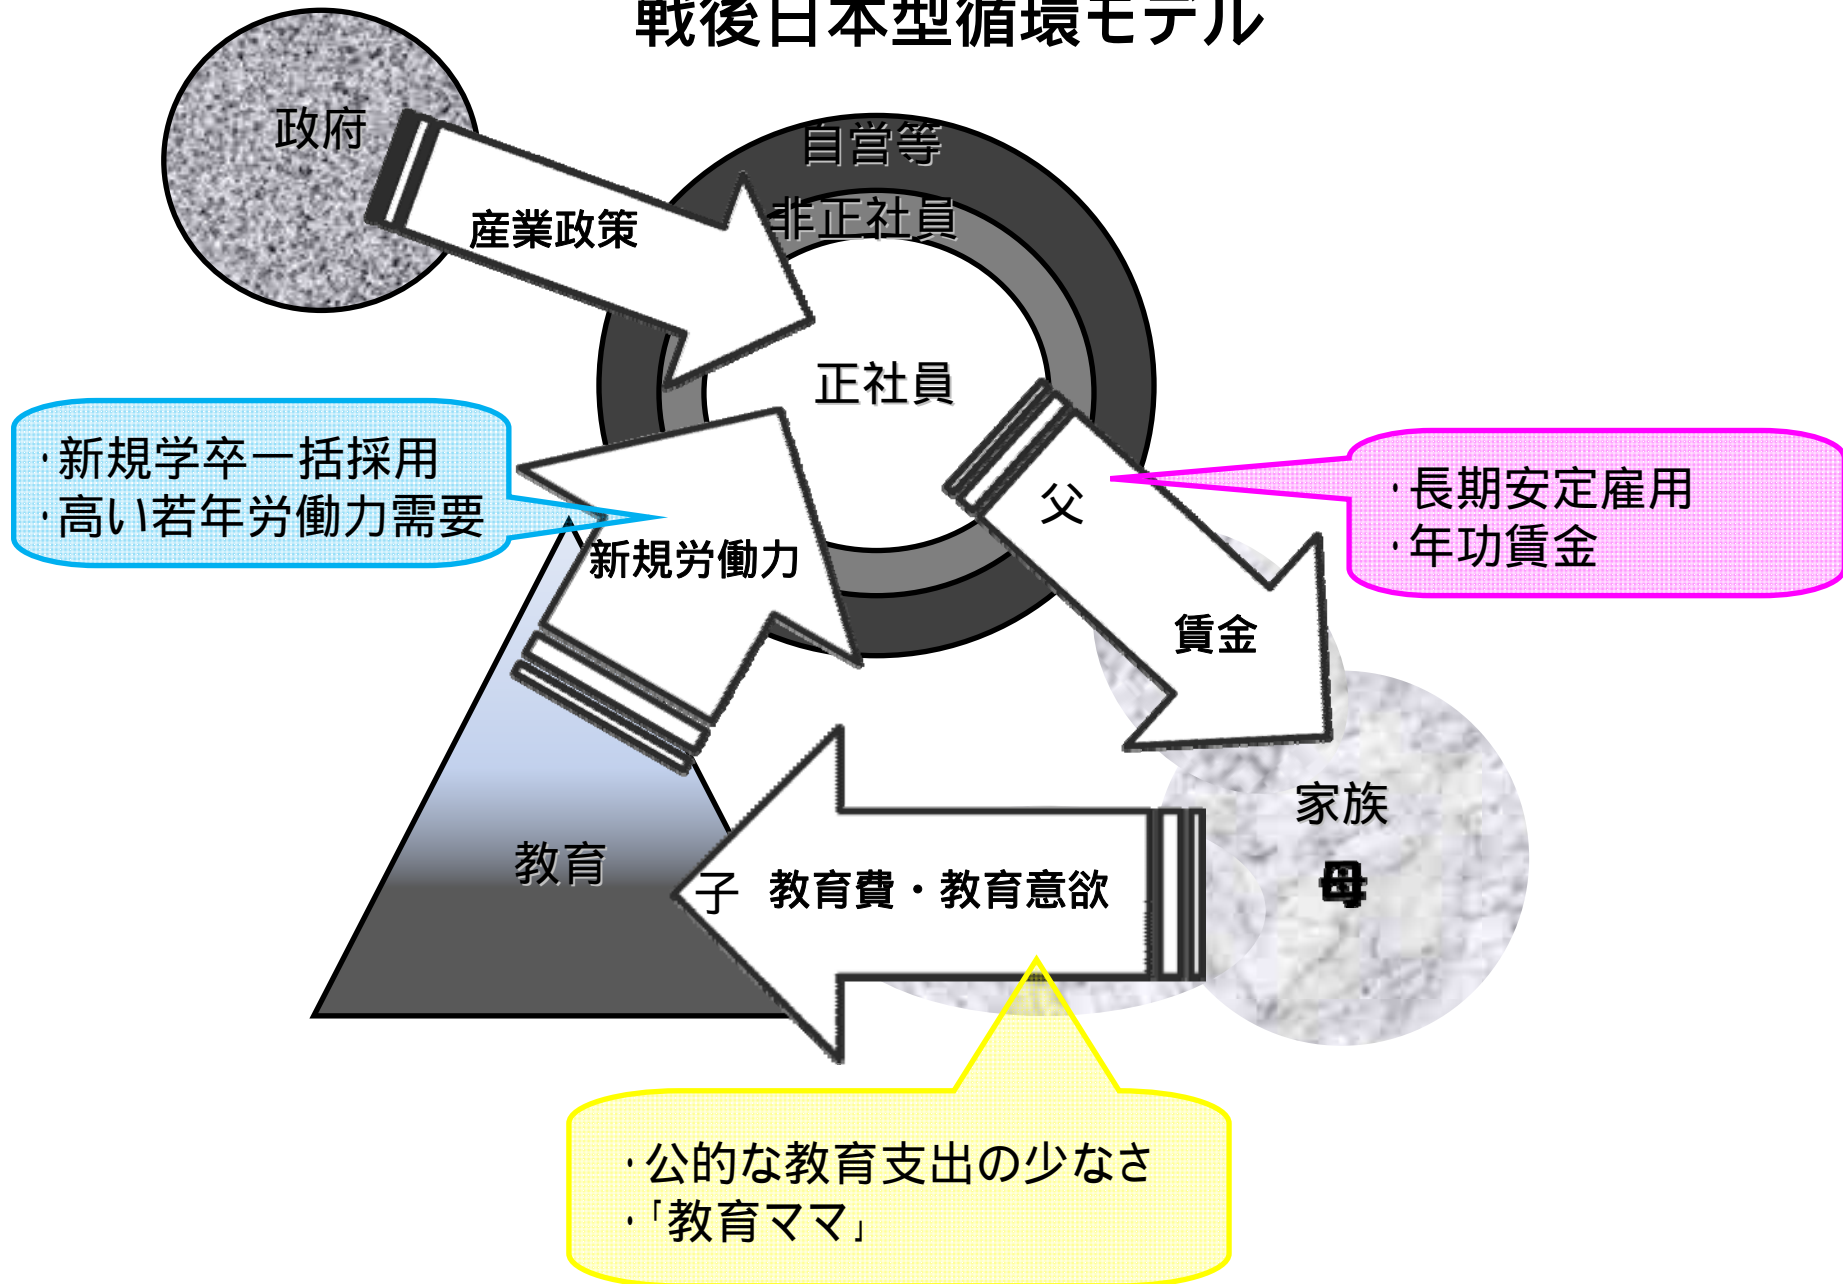 戦後日本型循環モデル
政府
自営等
非正社員
産業政策
正社員
・新規学卒一括採用
・高い若年労働力需要
・長期安定雇用
・年功賃金
父
新規労働力
賃金
家族
母
教育
子
教育費・教育意欲
・公的な教育支出の少なさ
・「教育ママ」